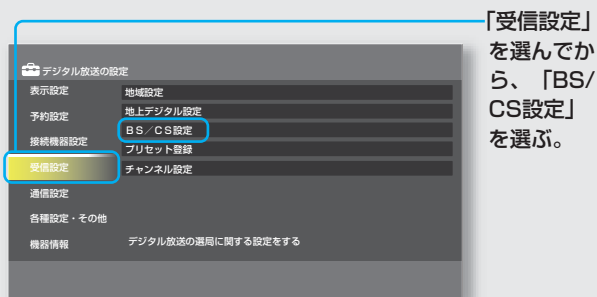 「受信設定」
を選んでか
ら、「BS/
CS設定」
を選ぶ。
デジタル放送の設定
表示設定
予約設定
接続機器設定
受信設定
通信設定
各種設定・その他
機器情報
地域設定
地上デジタル設定
BS／CS設定
プリセット登録
チャンネル設定
デジタル放送の選局に関する設定をする